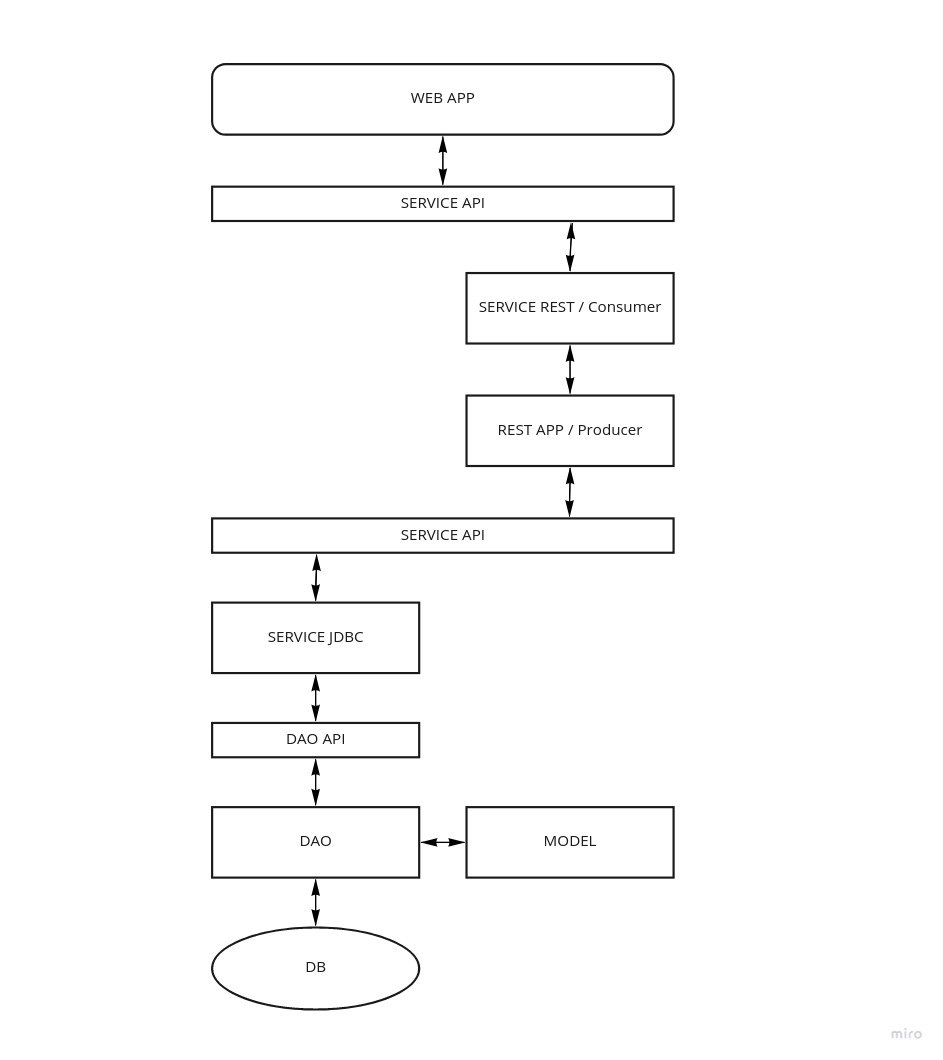 WEB APP
SERVICE API
SERVICE REST / Consumer
REST APP / Producer
SERVICE API
SERVICE JDBC
DAO API
DAO
MODEL
DB
miro